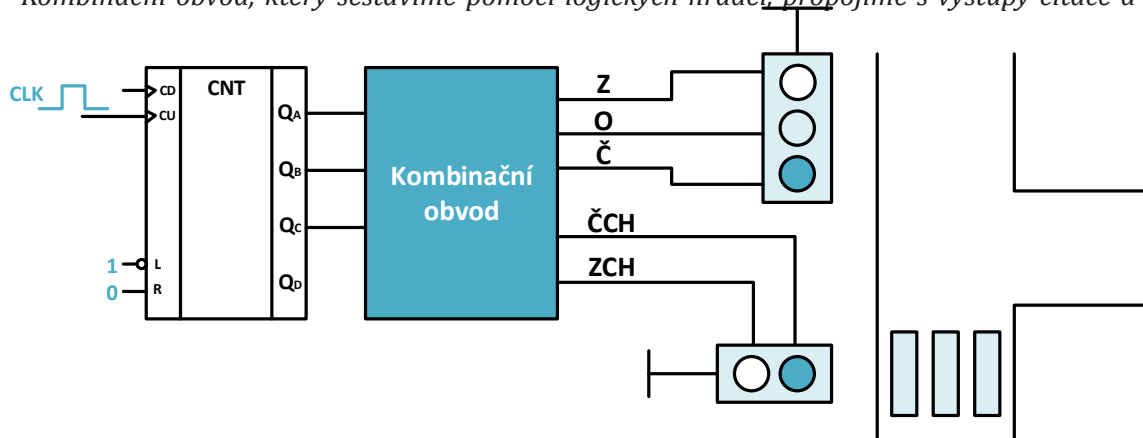 Kombinační obvod, který sestavíme pomocí logických hradel, propojíme s výstupy čítače a
CLK
CD
CU
CNT
QA
QB
QC
QD
1
L
0
R
Kombinační
obvod
Z
O
Č
ČCH
ZCH